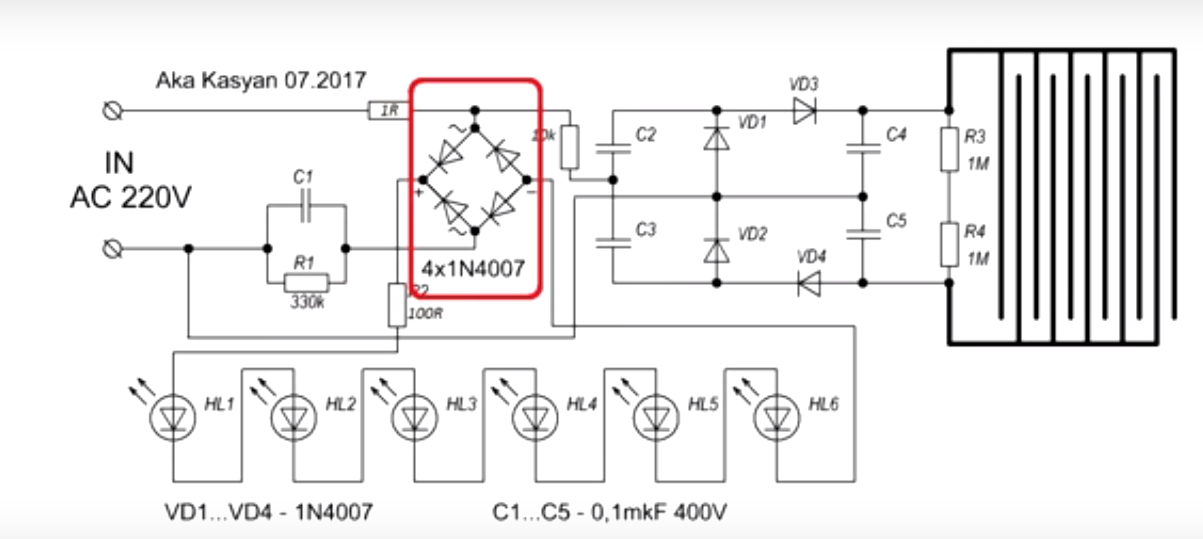 Aka Kasyan 07.2017
1R
IN
AC 220V
C1
R1
330k
~
~
+
-
4x1N4007
10k
R2
100R
C2
C3
VD1
VD2
VD3
VD4
C4
C5
R3
1M
R4
1M
HL1
HL2
HL3
HL4
HL5
HL6
VD1...VD4 - 1N4007
C1...C5 - 0,1mkF 400V